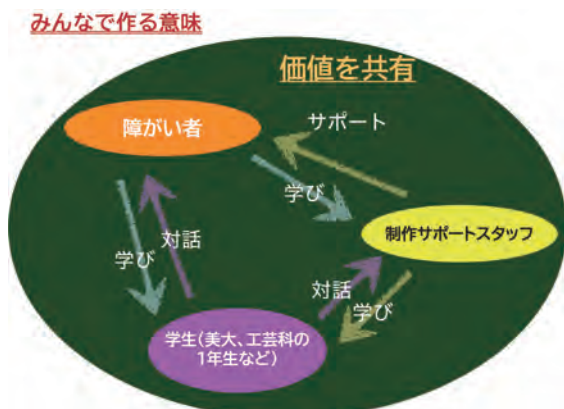 みんなで作る意味
価値を共有
障がい者
サポート
学び
制作サポートスタッフ
学び
対話
対話
学び
学生（美大、工芸科の
1年生など）